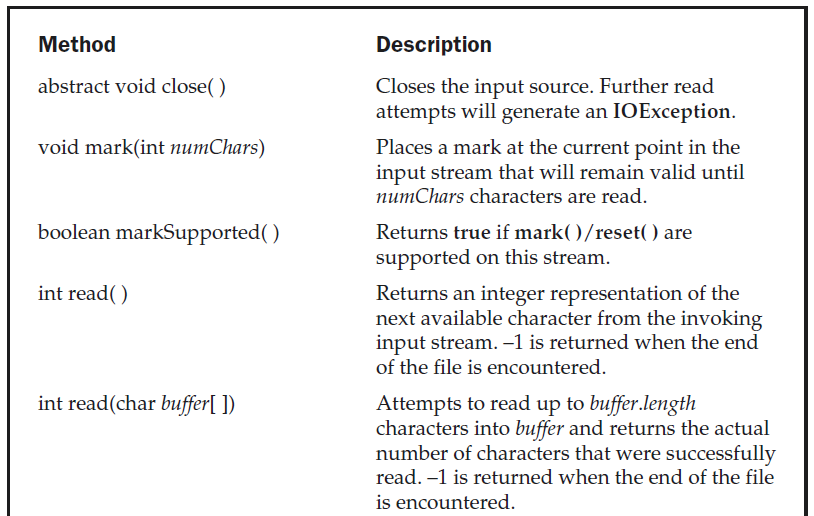 Method Description
abstract void close( ) Closes the input source. Further read
attempts will generate an IOException.
void mark(int numChars) Places a mark at the current point in the
input stream that will remain valid until
numChars characters are read.
boolean markSupported( ) Returns true if mark( )/reset( ) are
supported on this stream.
int read( ) Returns an integer representation of the
next available character from the invoking
input stream. –1 is returned when the end
of the file is encountered.
int read(char buffer[ ]) Attempts to read up to buffer.length
characters into buffer and returns the actual
number of characters that were successfully
read. –1 is returned when the end of the file
is encountered.